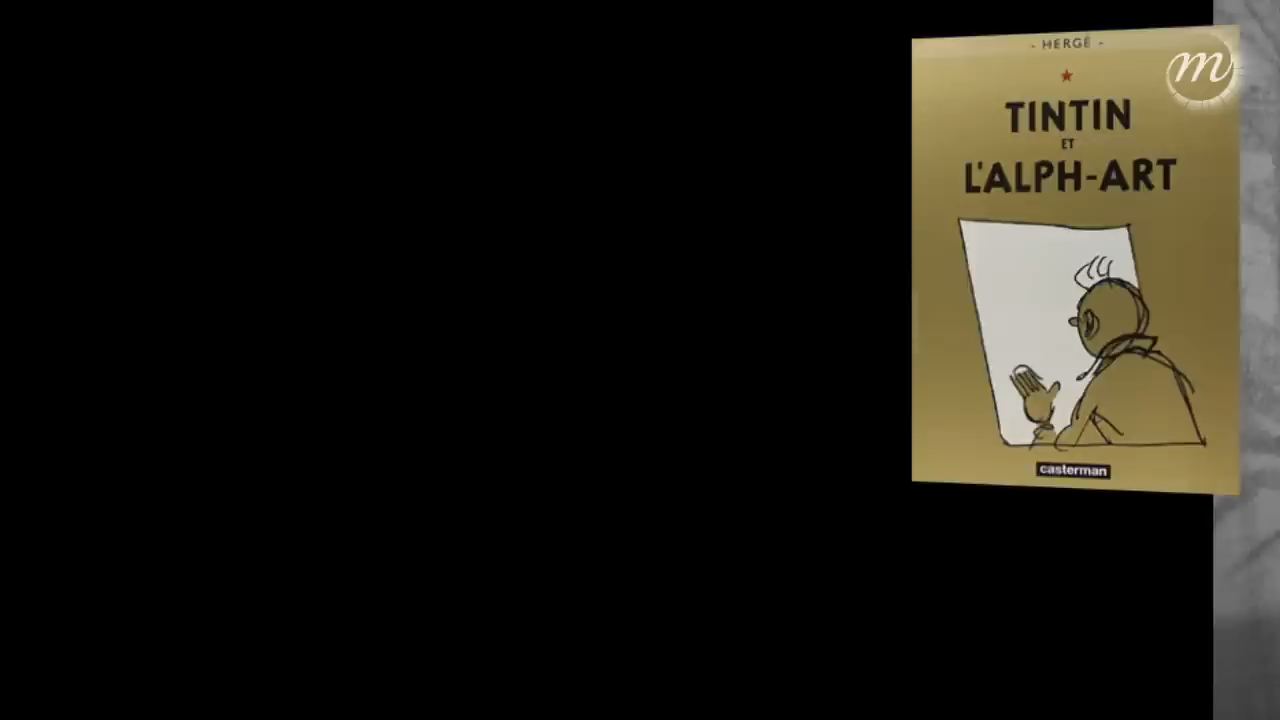 - HERGÉ -
TINTIN
ET
L'ALPH-ART
casterman
m